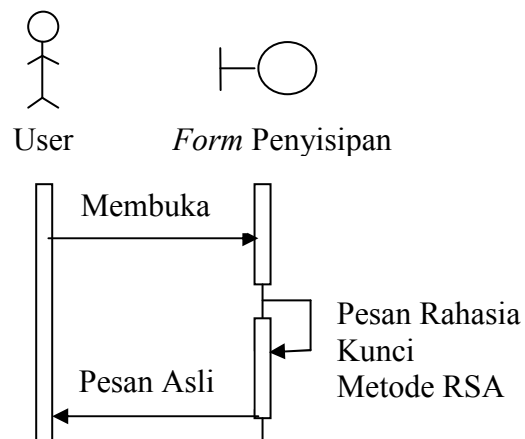 User
Form Penyisipan
Membuka
Pesan Rahasia
Kunci
Metode RSA
Pesan Asli